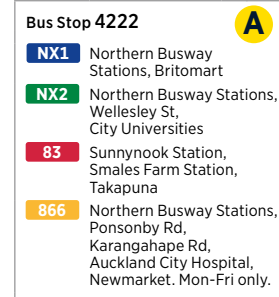 Bus Stop 4222 A
NX1 Northern Busway
Stations, Britomart
NX2 Northern Busway Stations,
Wellesley St,
City Universities
83 Sunnynook Station,
Smales Farm Station,
Takapuna
866 Northern Busway Stations,
Ponsonby Rd,
Karangahape Rd,
Auckland City Hospital,
Newmarket. Mon-Fri only.